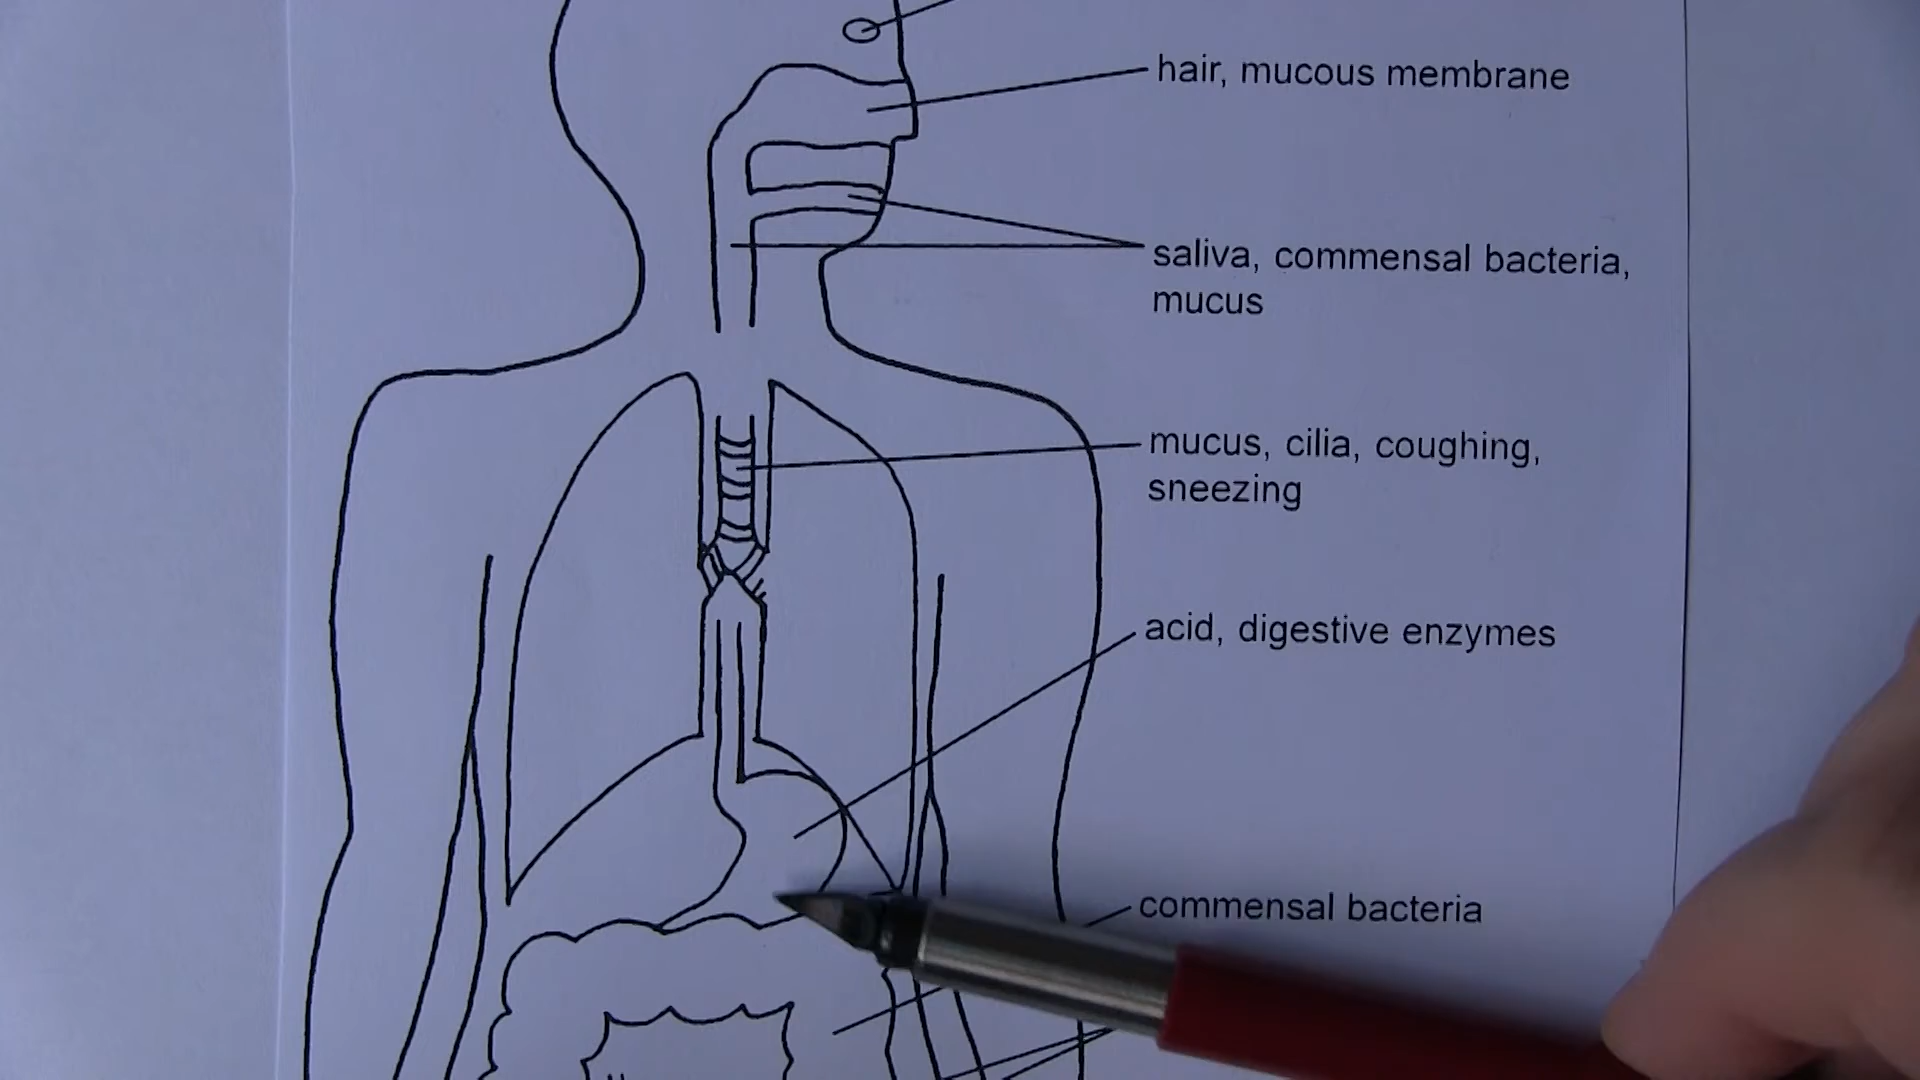 hair, mucous membrane
saliva, commensal bacteria,
mucus
mucus, cilia, coughing,
sneezing
acid, digestive enzymes
commensal bacteria